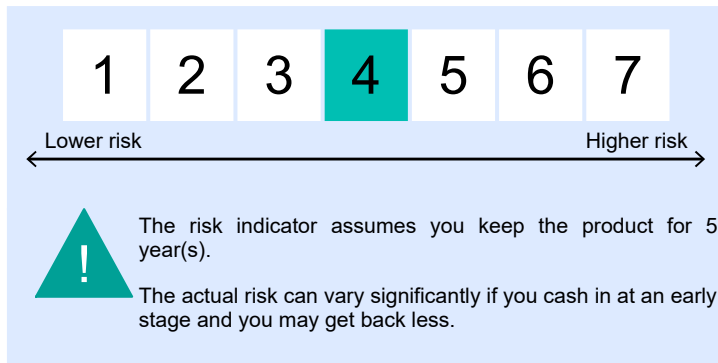 1 2 3 4 5 6 7
Lower risk Higher risk
!
The risk indicator assumes you keep the product for 5
year(s).
The actual risk can vary significantly if you cash in at an early
stage and you may get back less.